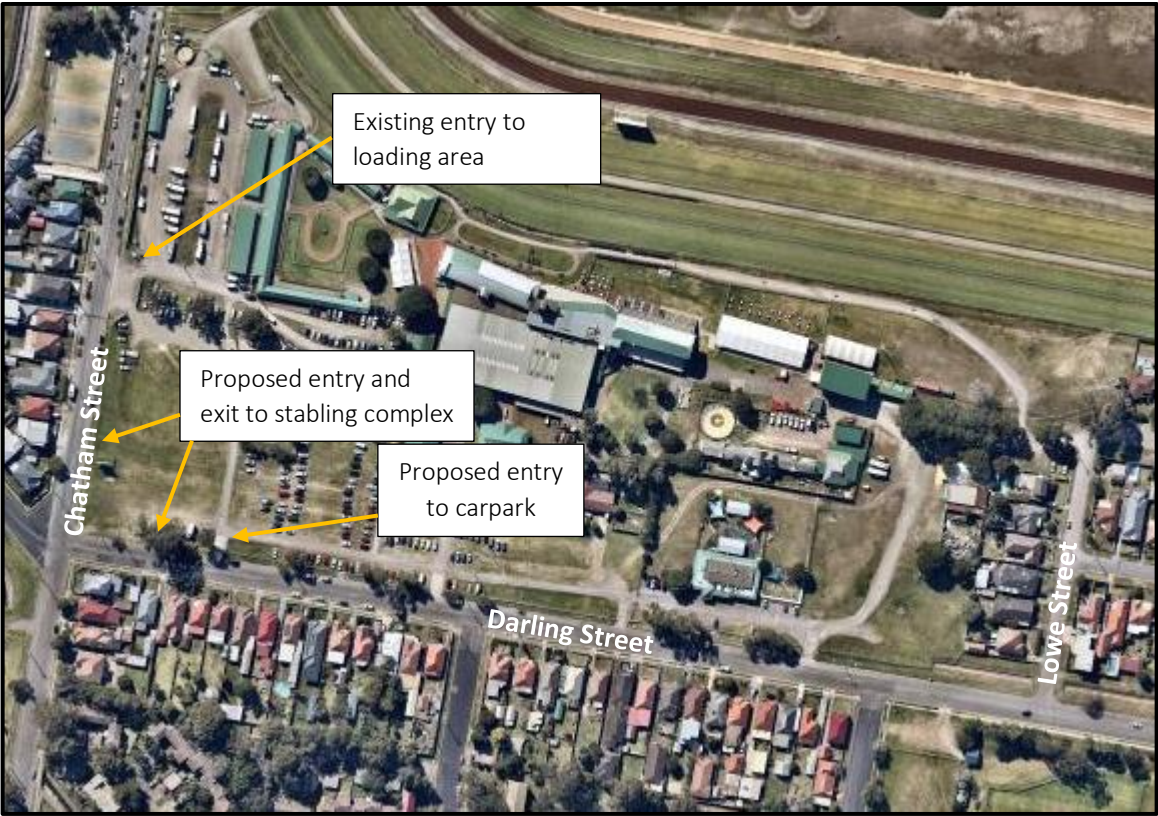 Existing entry to
loading area
Proposed entry and
exit to stabling complex
Proposed entry
to carpark
Chatham Street
Darling Street
Lowe Street